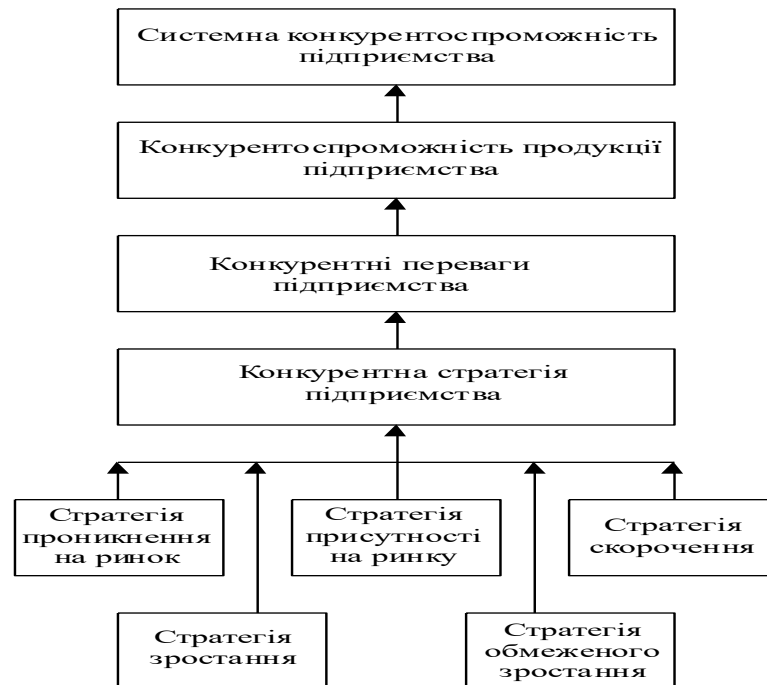 Системна конкурентоспроможність
підприємства
Конкурентоспроможність продукції
підприємства
Конкурентні переваги
підприємства
Конкурентна стратегія
підприємства
Стратегія
проникнення
на ринок
Стратегія
присутності
на ринку
Стратегія
скорочення
Стратегія
зростання
Стратегія
обмеженого
зростання